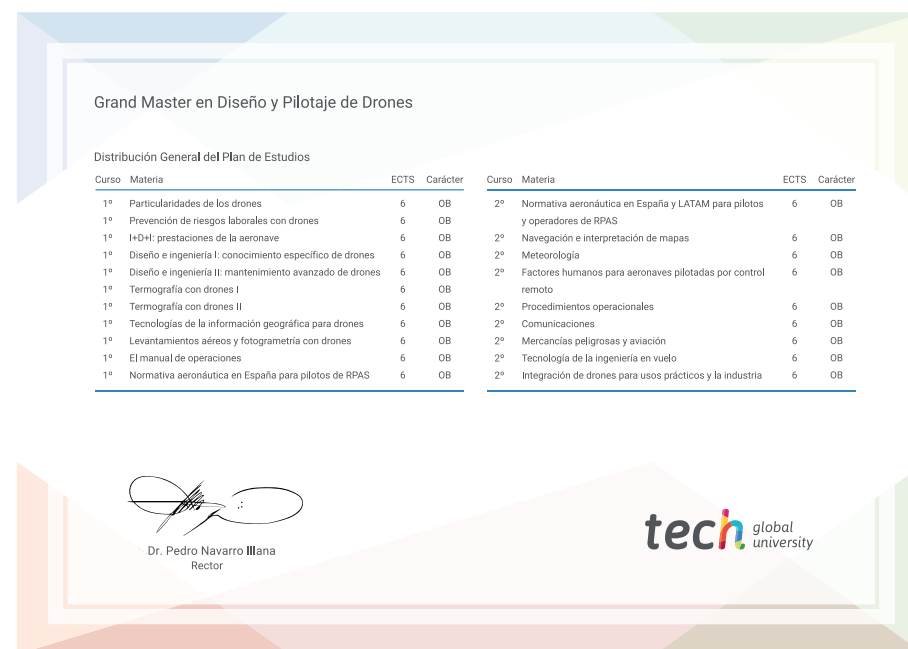 Grand Master en Diseño y Pilotaje de Drones
Distribución General del Plan de Estudios
Curso Materia ECTS Carácter
1º Particularidades de los drones 6 OB
1º Prevención de riesgos laborales con drones 6 OB
1º I+D+I: prestaciones de la aeronave 6 OB
1º Diseño e ingeniería I: conocimiento específico de drones 6 OB
1º Diseño e ingeniería II: mantenimiento avanzado de drones 6 OB
1º Termografía con drones I 6 OB
1º Termografía con drones II 6 OB
1º Tecnologías de la información geográfica para drones 6 OB
1º Levantamientos aéreos y fotogrametría con drones 6 OB
1º El manual de operaciones 6 OB
1º Normativa aeronáutica en España para pilotos de RPAS 6 OB
Curso Materia ECTS Carácter
2º Normativa aeronáutica en España y LATAM para pilotos 6 OB
y operadores de RPAS
2º Navegación e interpretación de mapas 6 OB
2º Meteorología 6 OB
2º Factores humanos para aeronaves pilotadas por control 6 OB
remoto
2º Procedimientos operacionales 6 OB
2º Comunicaciones 6 OB
2º Mercancías peligrosas y aviación 6 OB
2º Tecnología de la ingeniería en vuelo 6 OB
2º Integración de drones para usos prácticos y la industria 6 OB
Dr. Pedro Navarro Illana
Rector
tech global
university